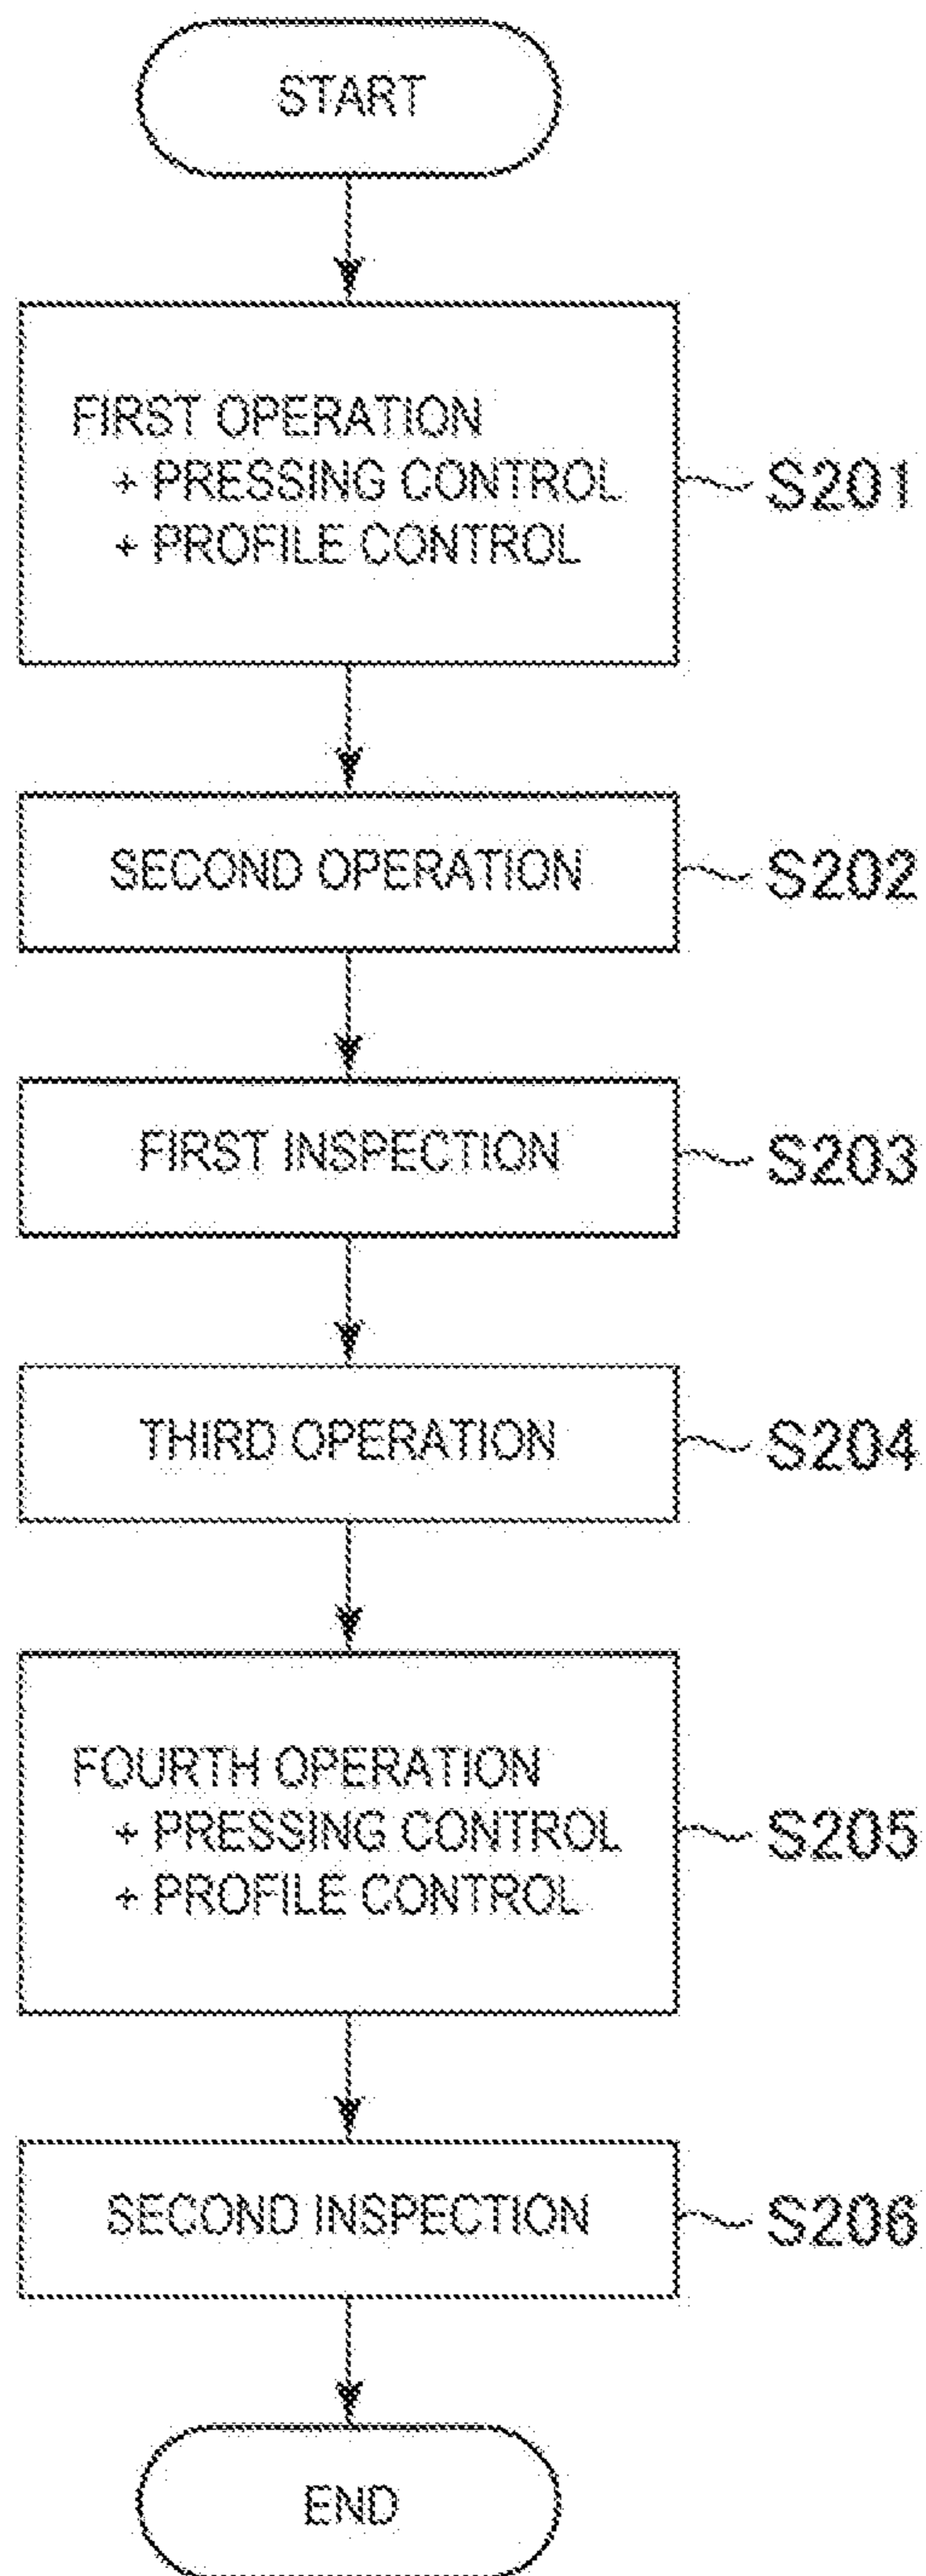 START
FIRST OPERATION
+ PRESSING CONTROL
+ PROFILE CONTROL
S201
SECOND OPERATION
S202
FIRST INSPECTION
S203
THIRD OPERATION
S204
FOURTH OPERATION
+ PRESSING CONTROL
+ PROFILE CONTROL
S205
SECOND INSPECTION
S206
END